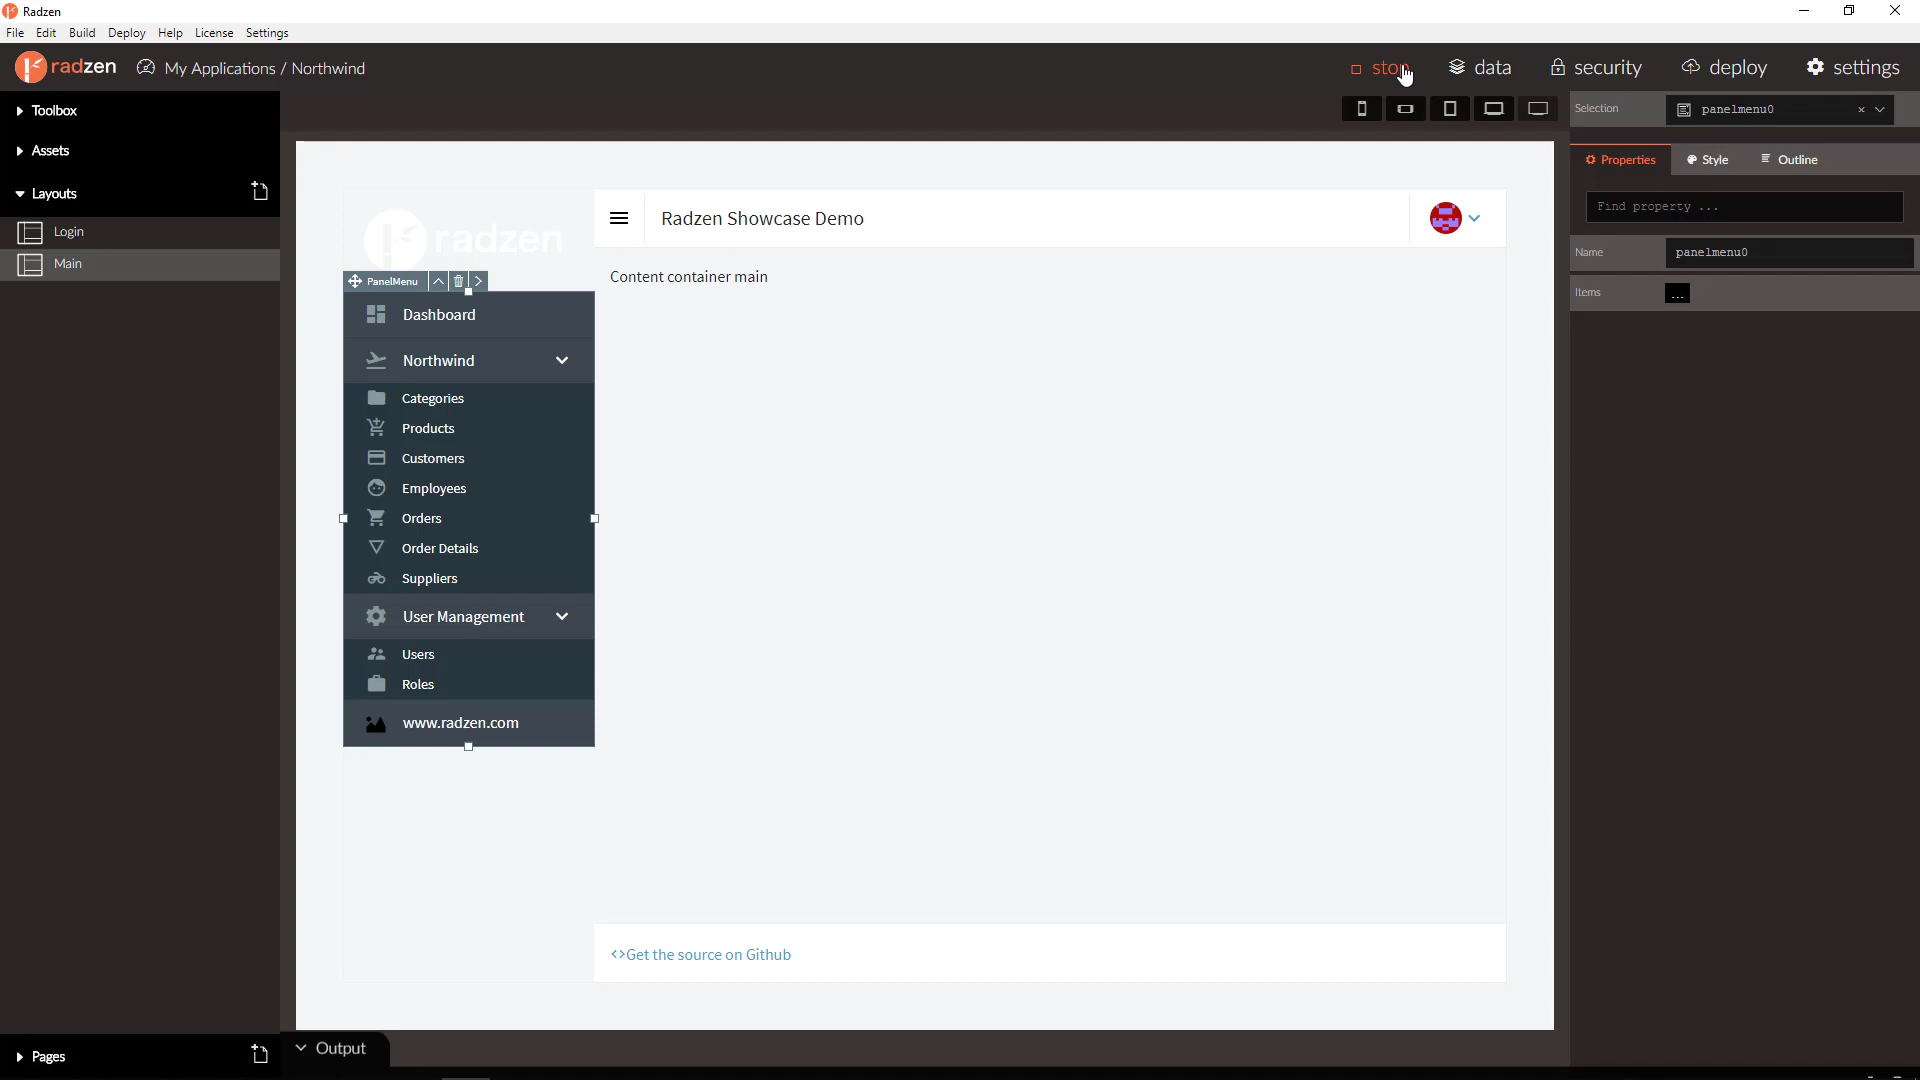 Radzen
File Edit Build Deploy Help License Settings
radzen My Applications / Northwind stop data security deploy settings
Toolbox
Assets
Layouts
Login
Main
Pages
radzen
Radzen Showcase Demo
Content container main
PanelMenu
Dashboard
Northwind
Categories
Products
Customers
Employees
Orders
Order Details
Suppliers
User Management
Users
Roles
www.radzen.com
<>Get the source on Github
Output
Selection panelmenu0
Properties Style Outline
Find property ...
Name panelmenu0
Items ...